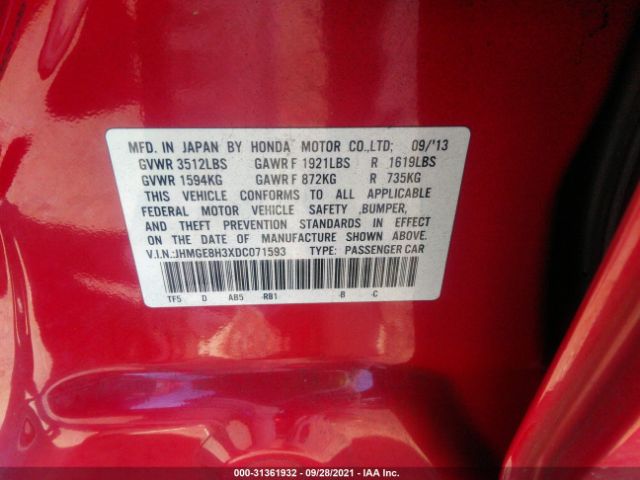 MFD. IN JAPAN BY HONDA MOTOR CO.,LTD; 09/'13
GVWR 3512LBS GAWR F 1921LBS R 1619LBS
GVWR 1594KG GAWR F 872KG R 735KG
THIS VEHICLE CONFORMS TO ALL APPLICABLE
FEDERAL MOTOR VEHICLE SAFETY ,BUMPER,
AND THEFT PREVENTION STANDARDS IN EFFECT
ON THE DATE OF MANUFACTURE SHOWN ABOVE.
V.I.N.:JHMGE8H3XDC071593 TYPE: PASSENGER CAR
TF5 D AB5 -RB1 -B -C
000-31361932 - 09/28/2021 - IAA Inc.